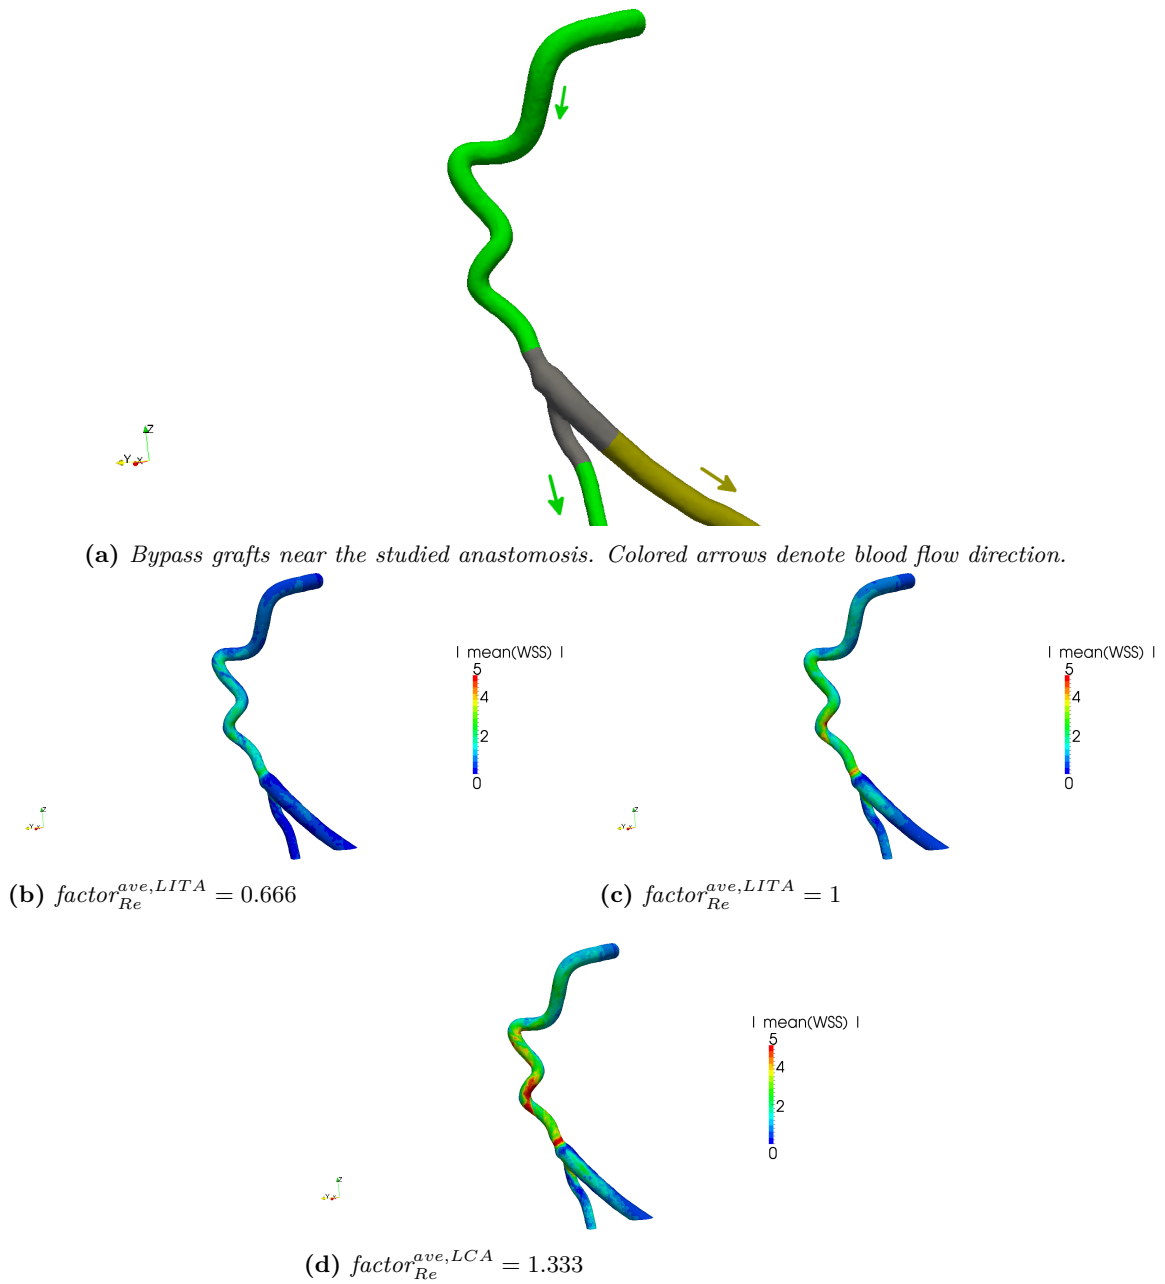 Z
Y X
(a) Bypass grafts near the studied anastomosis. Colored arrows denote blood flow direction.
| mean(WSS) |
5
4
2
0
Z
Y X
| mean(WSS) |
5
4
2
0
Z
Y X
(b) factor_{Re}^{ave,LITA} = 0.666
(c) factor_{Re}^{ave,LITA} = 1
| mean(WSS) |
5
4
2
0
Z
Y X
(d) factor_{Re}^{ave,LCA} = 1.333